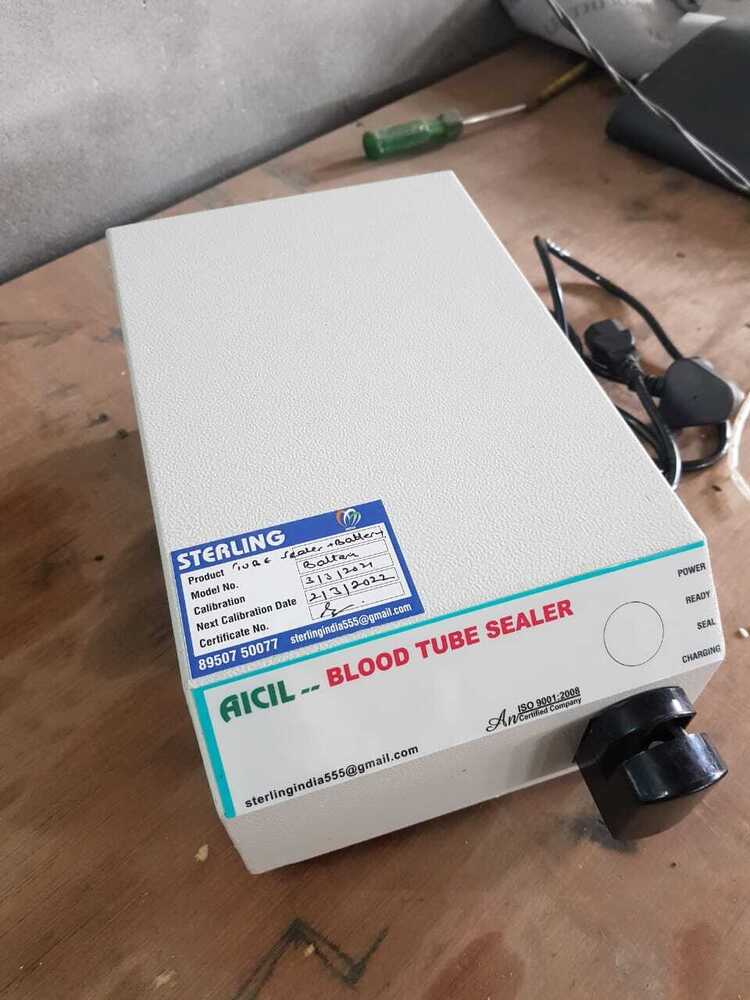 STERLING
Product Tube Sealer + Battery
Model No. Battery
Calibration 3/3/2021
Next Calibration Date 2/3/2022
Certificate No.
89507 50077 sterlingindia555@gmail.com
AICIL -- BLOOD TUBE SEALER
POWER
READY
SEAL
CHARGING
An ISO 9001:2008
Certified Company
sterlingindia555@gmail.com